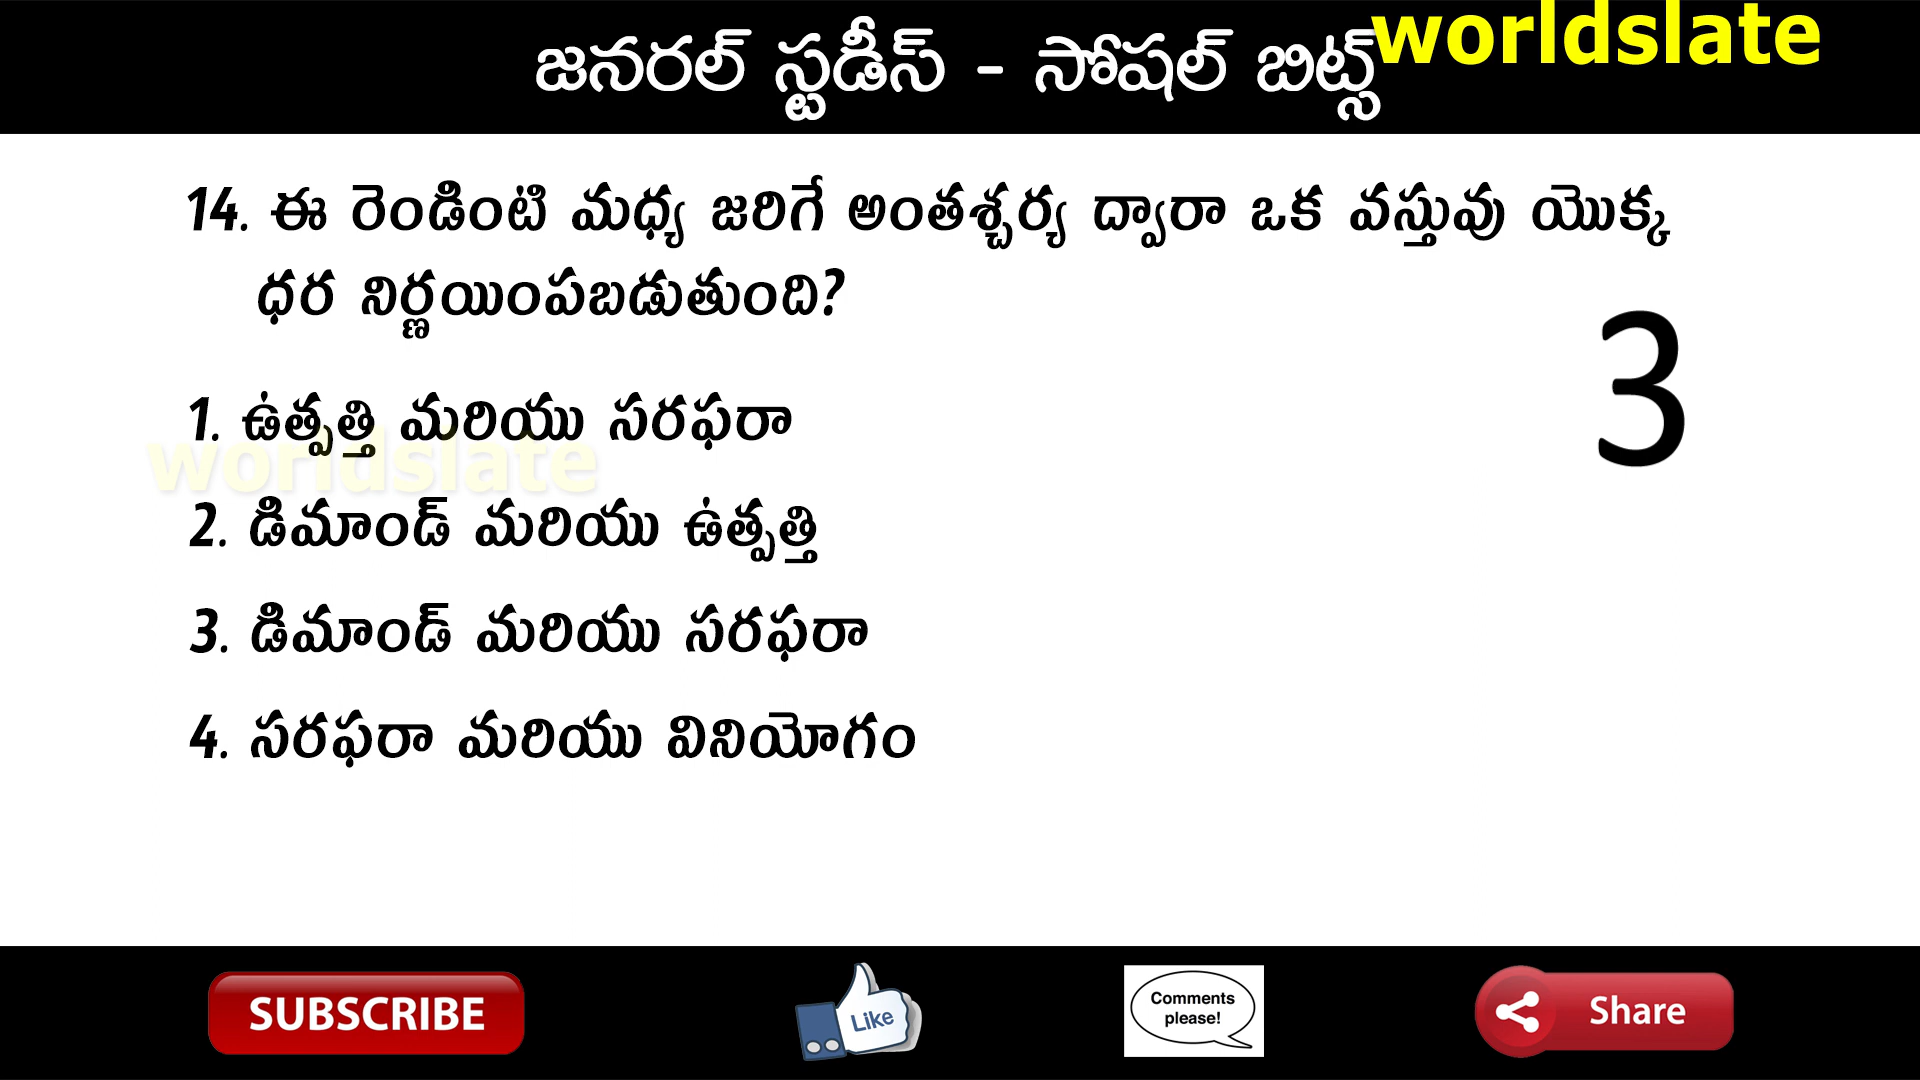 జనరల్ స్టడీస్ - సోషల్ బిట్స్
worldslate
14. ఈ రెండింటి మధ్య జరిగే అంతశ్చర్య ద్వారా ఒక వస్తువు యొక్క
ధర నిర్ణయింపబడుతుంది?
3
1. ఉత్పత్తి మరియు సరఫరా
worldslate
2. డిమాండ్ మరియు ఉత్పత్తి
3. డిమాండ్ మరియు సరఫరా
4. సరఫరా మరియు వినియోగం
SUBSCRIBE
Like
Comments
please!
Share